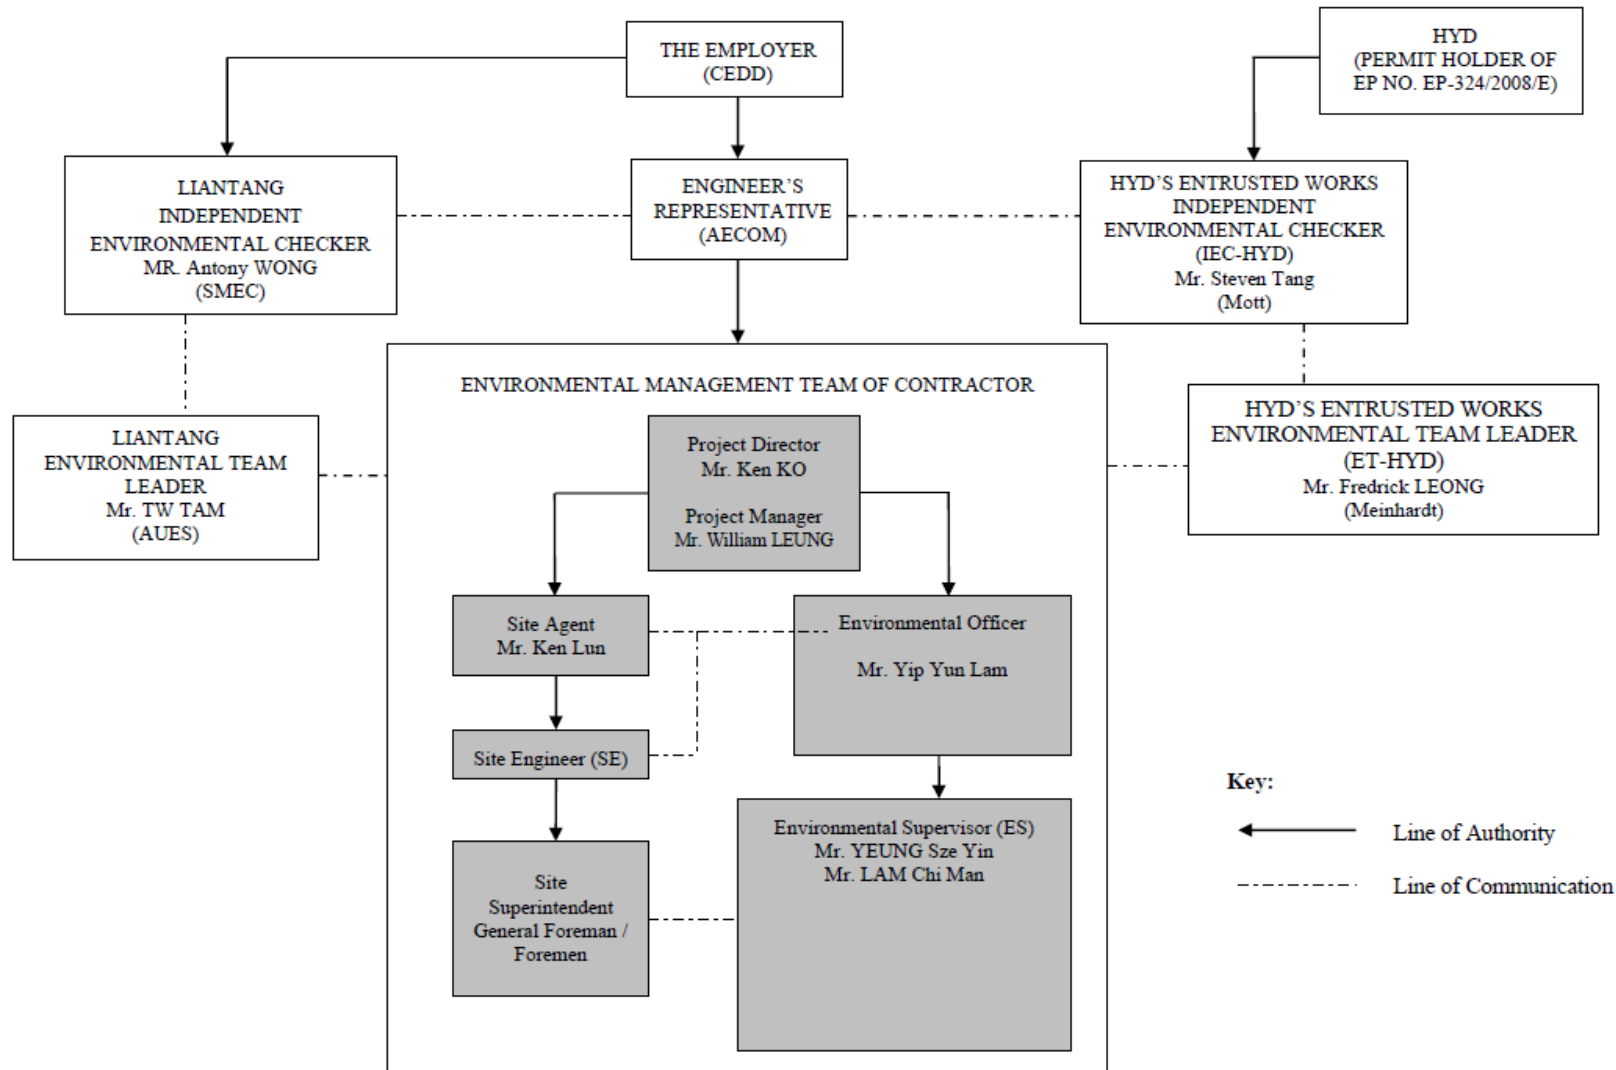 THE EMPLOYER
(CEDD)
HYD
(PERMIT HOLDER OF
EP NO. EP-324/2008/E)
LIANTANG
INDEPENDENT
ENVIRONMENTAL CHECKER
MR. Antony WONG
(SMEC)
ENGINEER’S
REPRESENTATIVE
(AECOM)
HYD’S ENTRUSTED WORKS
INDEPENDENT
ENVIRONMENTAL CHECKER
(IEC-HYD)
Mr. Steven Tang
(Mott)
ENVIRONMENTAL MANAGEMENT TEAM OF CONTRACTOR
LIANTANG
ENVIRONMENTAL TEAM
LEADER
Mr. TW TAM
(AUES)
Project Director
Mr. Ken KO
Project Manager
Mr. William LEUNG
HYD’S ENTRUSTED WORKS
ENVIRONMENTAL TEAM LEADER
(ET-HYD)
Mr. Fredrick LEONG
(Meinhardt)
Site Agent
Mr. Ken Lun
Environmental Officer
Mr. Yip Yun Lam
Site Engineer (SE)
Environmental Supervisor (ES)
Mr. YEUNG Sze Yin
Mr. LAM Chi Man
Site
Superintendent
General Foreman /
Foremen
Key:
Line of Authority
Line of Communication